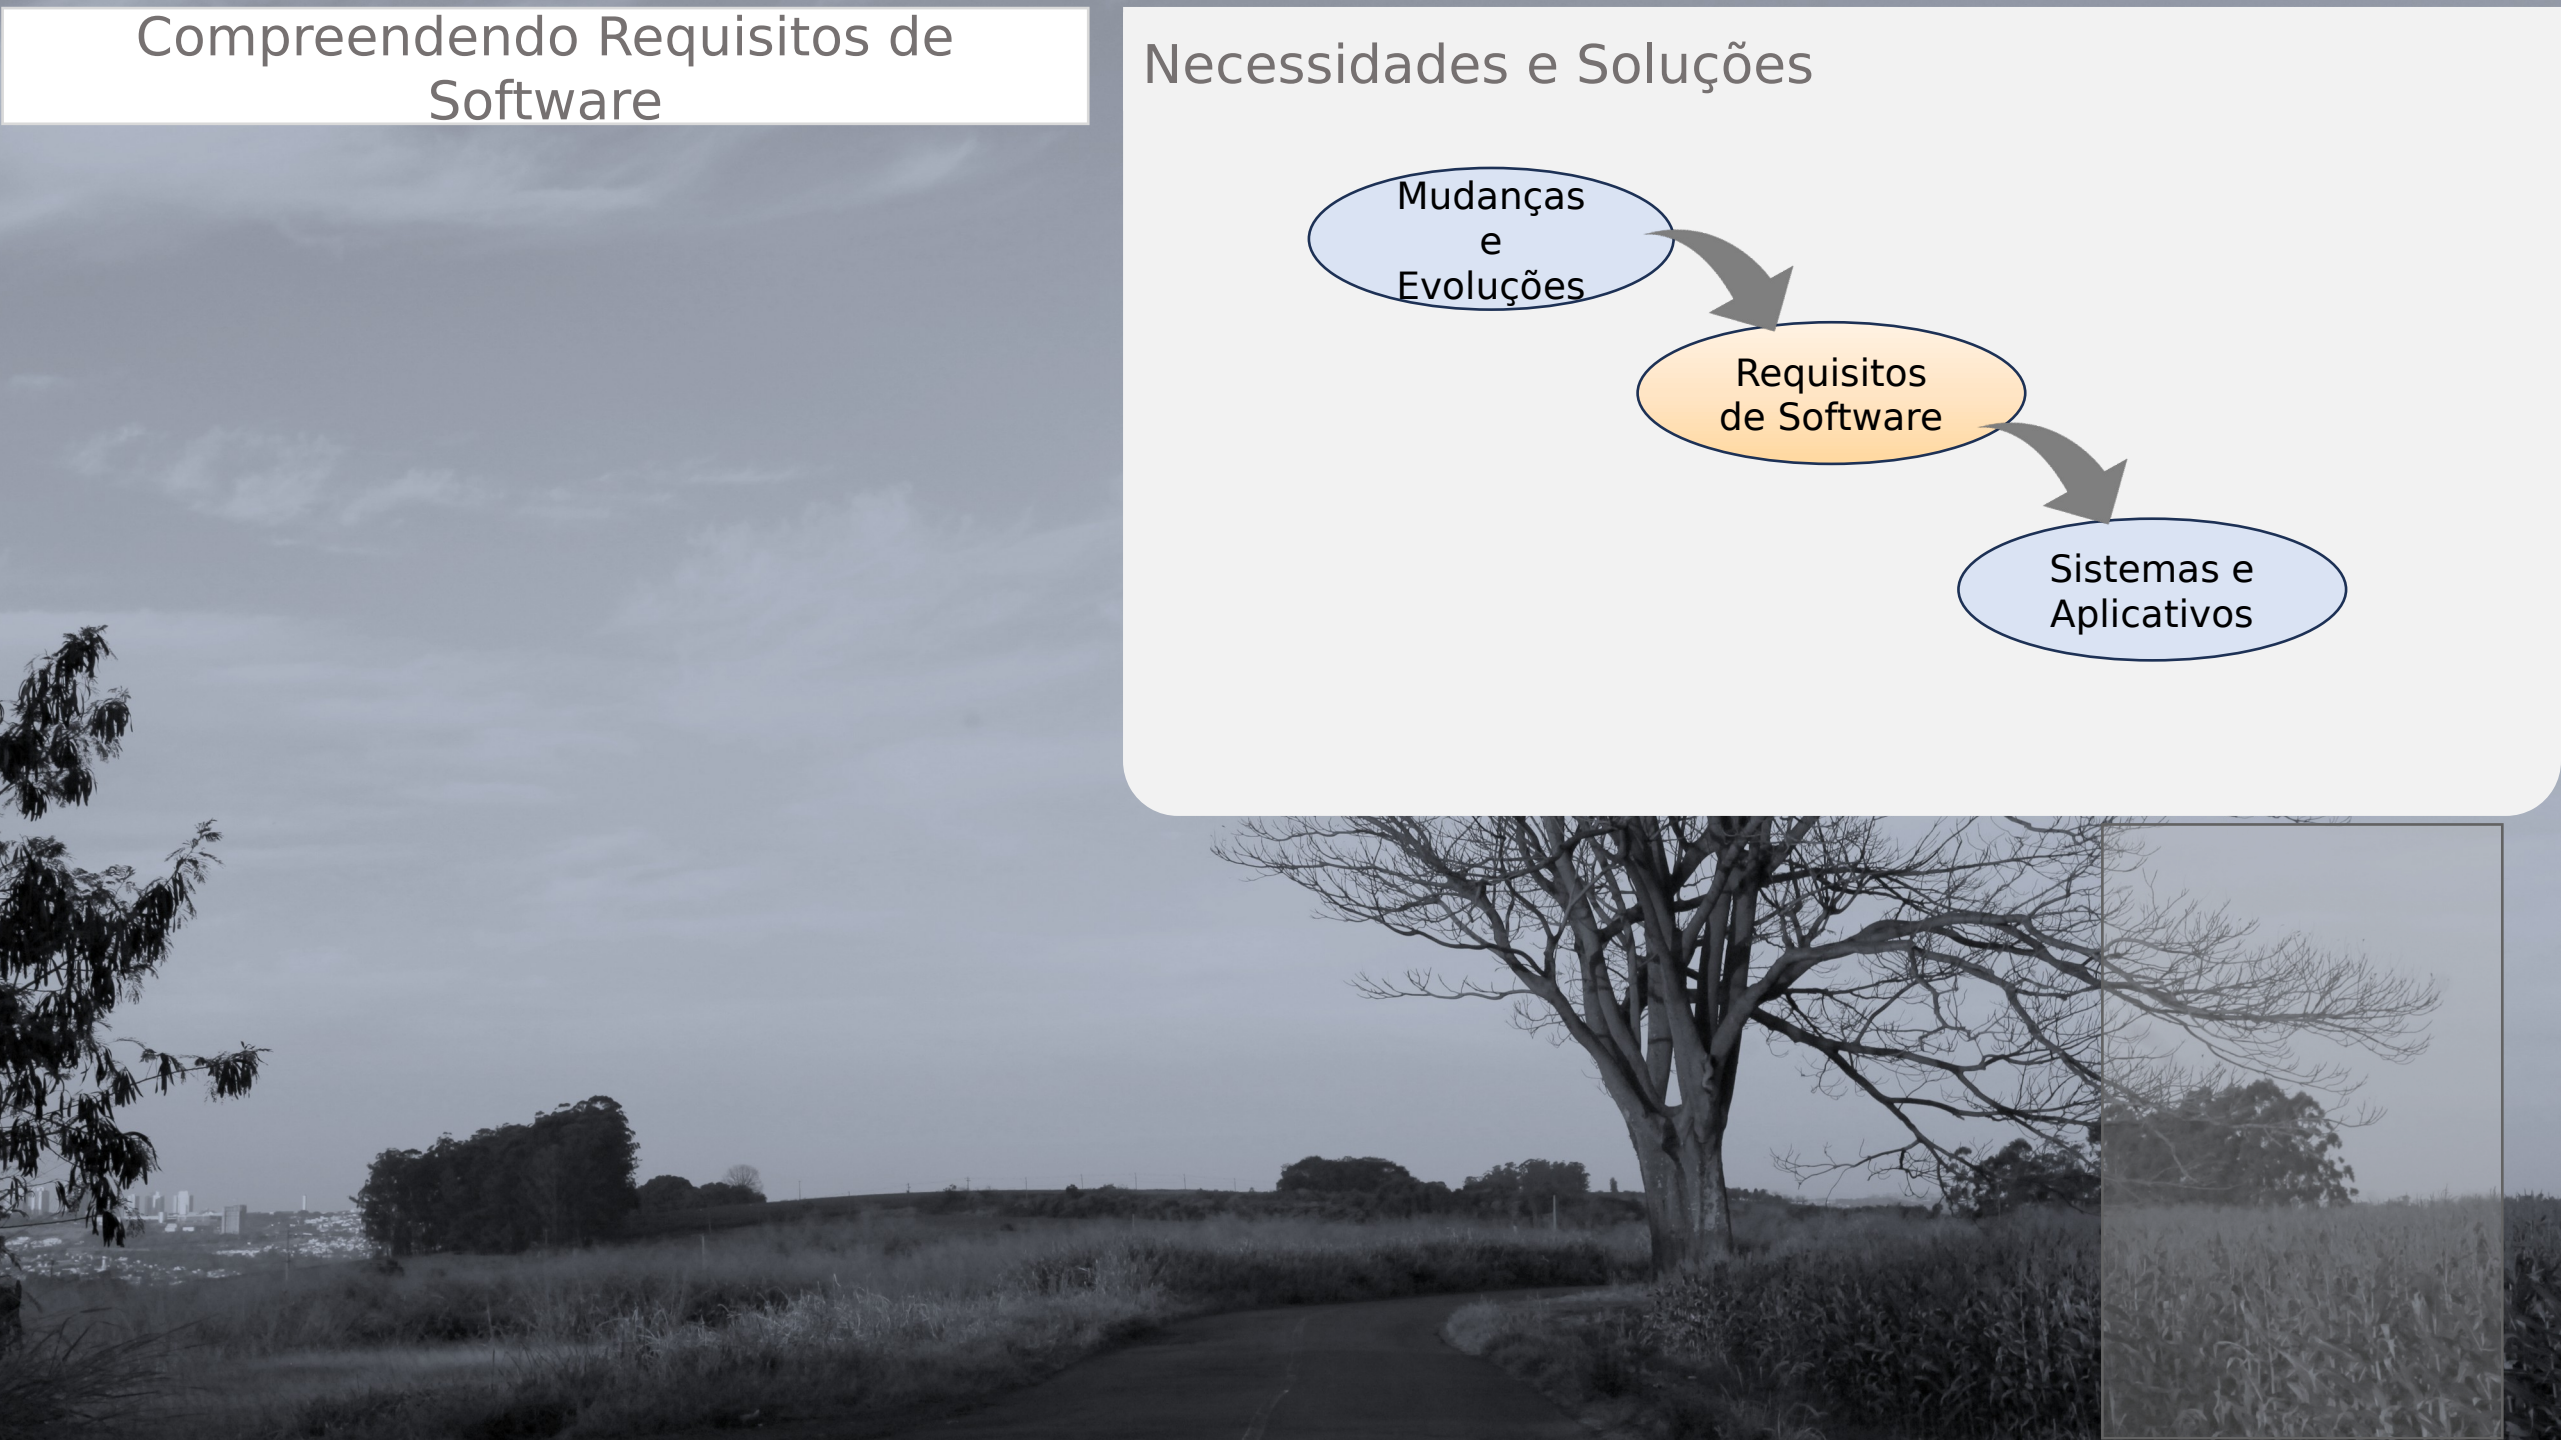 Compreendendo Requisitos de
Software
Necessidades e Soluções
Mudanças
e
Evoluções
Requisitos
de Software
Sistemas e
Aplicativos